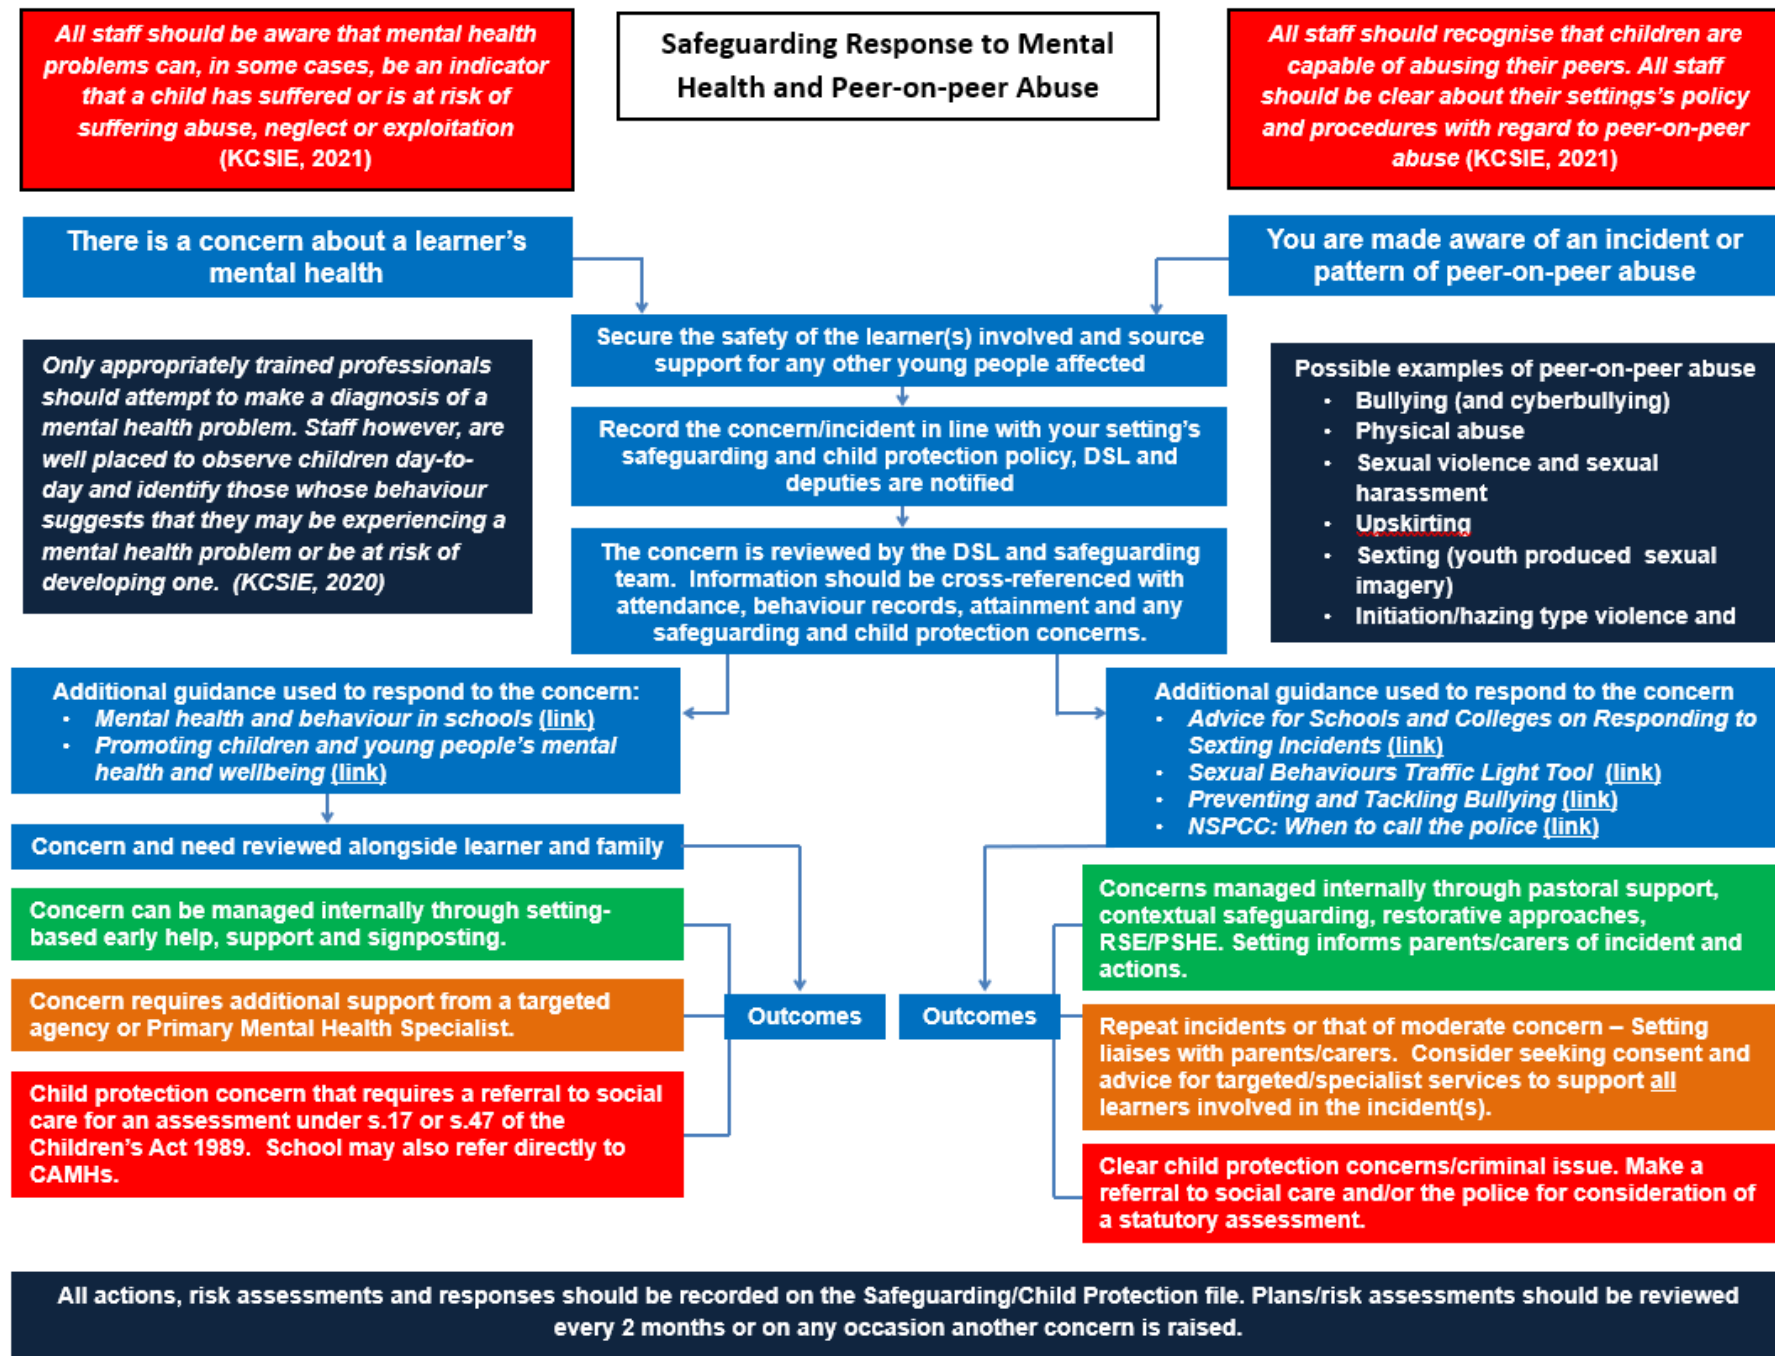 All staff should be aware that mental health
problems can, in some cases, be an indicator
that a child has suffered or is at risk of
suffering abuse, neglect or exploitation
(KCSIE, 2021)
Safeguarding Response to Mental
Health and Peer-on-peer Abuse
All staff should recognise that children are
capable of abusing their peers. All staff
should be clear about their settings's policy
and procedures with regard to peer-on-peer
abuse (KCSIE, 2021)
There is a concern about a learner's
mental health
You are made aware of an incident or
pattern of peer-on-peer abuse
Secure the safety of the learner(s) involved and source
support for any other young people affected
Only appropriately trained professionals
should attempt to make a diagnosis of a
mental health problem. Staff however, are
well placed to observe children day-to-
day and identify those whose behaviour
suggests that they may be experiencing a
mental health problem or be at risk of
developing one. (KCSIE, 2020)
Record the concern/incident in line with your setting's
safeguarding and child protection policy, DSL and
deputies are notified
Possible examples of peer-on-peer abuse
• Bullying (and cyberbullying)
• Physical abuse
• Sexual violence and sexual
harassment
• Upskirting
• Sexting (youth produced sexual
imagery)
• Initiation/hazing type violence and
The concern is reviewed by the DSL and safeguarding
team. Information should be cross-referenced with
attendance, behaviour records, attainment and any
safeguarding and child protection concerns.
Additional guidance used to respond to the concern:
• Mental health and behaviour in schools (link)
• Promoting children and young people's mental
health and wellbeing (link)
Additional guidance used to respond to the concern
• Advice for Schools and Colleges on Responding to
Sexting Incidents (link)
• Sexual Behaviours Traffic Light Tool (link)
• Preventing and Tackling Bullying (link)
• NSPCC: When to call the police (link)
Concern and need reviewed alongside learner and family
Concern can be managed internally through setting-
based early help, support and signposting.
Concern requires additional support from a targeted
agency or Primary Mental Health Specialist.
Child protection concern that requires a referral to social
care for an assessment under s.17 or s.47 of the
Children's Act 1989. School may also refer directly to
CAMHs.
Outcomes
Outcomes
Concerns managed internally through pastoral support,
contextual safeguarding, restorative approaches,
RSE/PSHE. Setting informs parents/carers of incident and
actions.
Repeat incidents or that of moderate concern – Setting
liaises with parents/carers. Consider seeking consent and
advice for targeted/specialist services to support all
learners involved in the incident(s).
Clear child protection concerns/criminal issue. Make a
referral to social care and/or the police for consideration of
a statutory assessment.
All actions, risk assessments and responses should be recorded on the Safeguarding/Child Protection file. Plans/risk assessments should be reviewed
every 2 months or on any occasion another concern is raised.